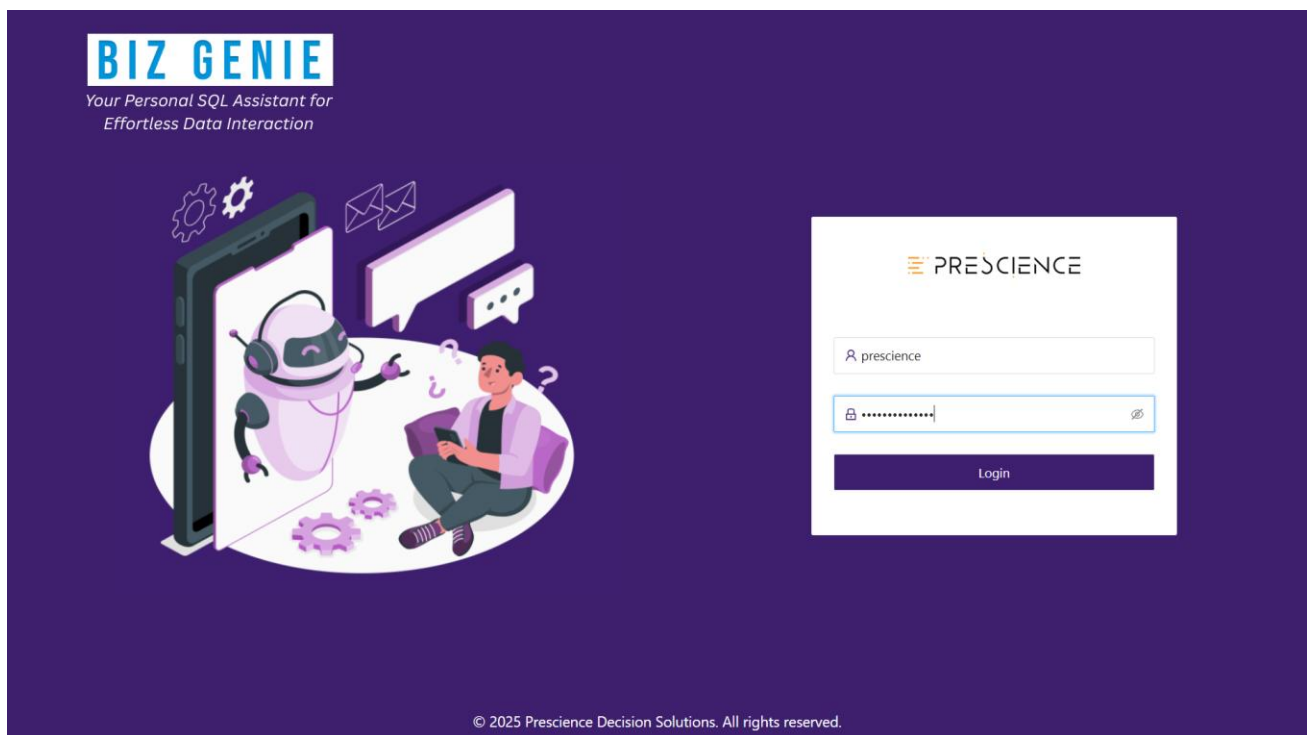 BIZ GENIE
Your Personal SQL Assistant for
Effortless Data Interaction
PRESCIENCE
prescience
••••••••••••••
Login
© 2025 Prescience Decision Solutions. All rights reserved.